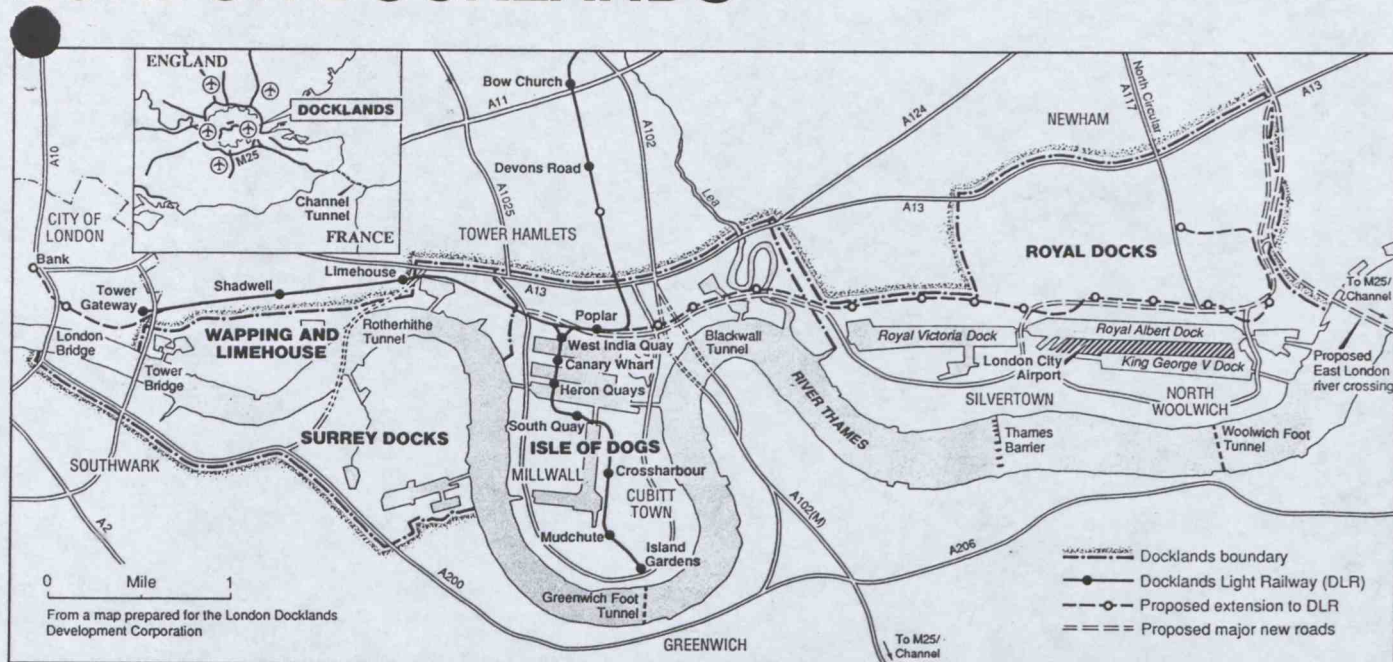 ENGLAND
DOCKLANDS
M25
Channel
Tunnel
FRANCE
A10
CITY OF
LONDON
Bank
Tower
Gateway
Shadwell
Limehouse
London
Bridge
Tower
Bridge
WAPPING AND
LIMEHOUSE
Rotherhithe
Tunnel
SOUTHWARK
A2
SURREY DOCKS
A200
Bow Church
A11
Devons Road
A102
A1025
TOWER HAMLETS
A13
Poplar
West India Quay
Canary Wharf
Heron Quays
South Quay
ISLE OF DOGS
MILLWALL
Crossharbour
CUBITT
TOWN
Mudchute
Island
Gardens
Greenwich Foot
Tunnel
GREENWICH
Lea
Blackwall
Tunnel
RIVER THAMES
A102(M)
To M25/
Channel
A206
A124
NEWHAM
North Circular
A117
A13
A13
ROYAL DOCKS
Royal Victoria Dock
Royal Albert Dock
London City
Airport
King George V Dock
SILVERTOWN
NORTH
WOOLWICH
Thames
Barrier
Woolwich Foot
Tunnel
To M25/
Channel
Proposed
East London
river crossing
0 Mile 1
From a map prepared for the London Docklands
Development Corporation
Docklands boundary
Docklands Light Railway (DLR)
Proposed extension to DLR
Proposed major new roads